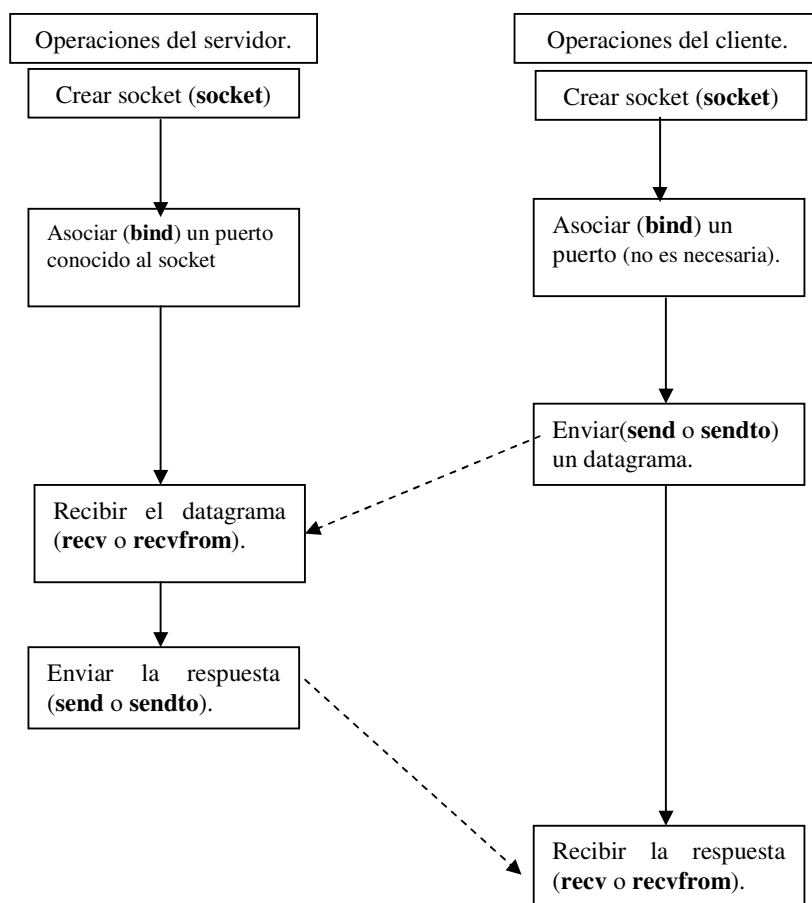 Operaciones del servidor.
Crear socket (socket)
Asociar (bind) un puerto
conocido al socket
Recibir el datagrama
(recv o recvfrom).
Enviar la respuesta
(send o sendto).
Operaciones del cliente.
Crear socket (socket)
Asociar (bind) un
puerto (no es necesaria).
Enviar(send o sendto)
un datagrama.
Recibir la respuesta
(recv o recvfrom).